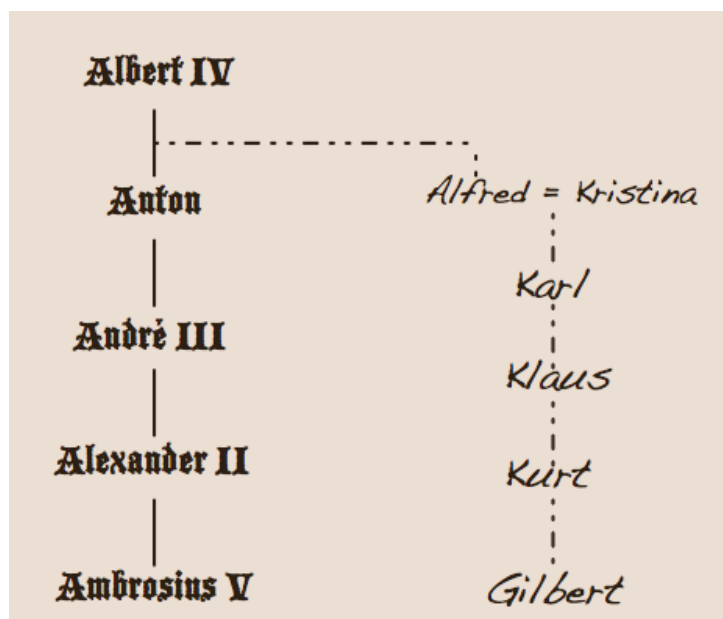 Albert IV
Anton
Alfred = Kristina
Karl
André III
Klaus
Alexander II
Kurt
Ambrosius V
Gilbert